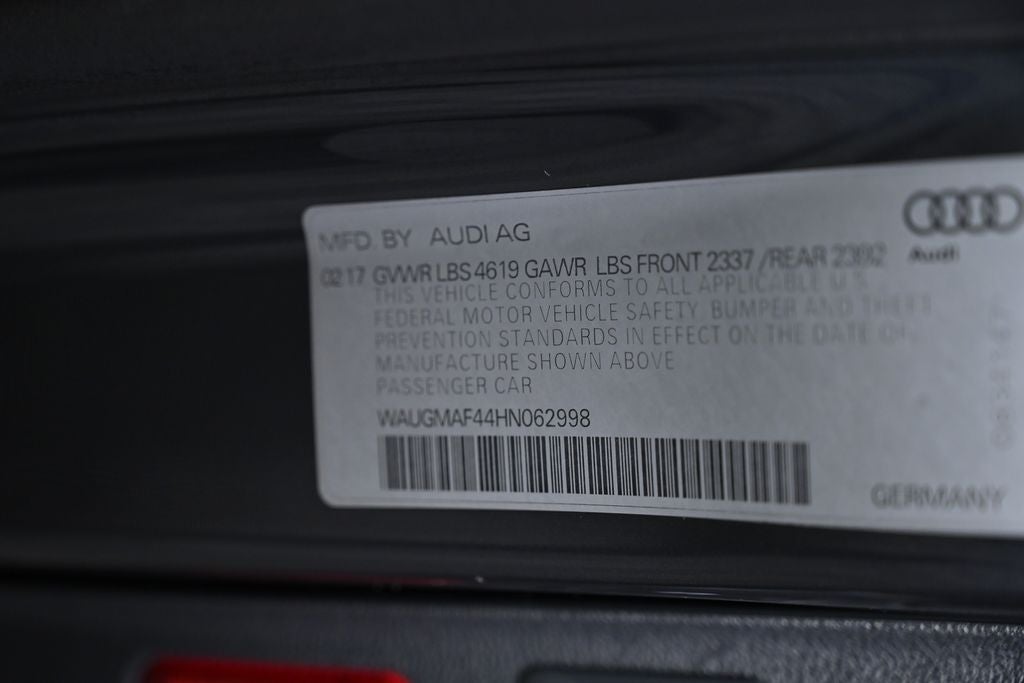 MFD. BY AUDI AG
Audi
02 17 GVWR LBS 4619 GAWR LBS FRONT 2337 /REAR 2392
THIS VEHICLE CONFORMS TO ALL APPLICABLE U.S.
FEDERAL MOTOR VEHICLE SAFETY, BUMPER AND THEFT
PREVENTION STANDARDS IN EFFECT ON THE DATE OF
MANUFACTURE SHOWN ABOVE
PASSENGER CAR
WAUGMAF44HN062998
GERMANY